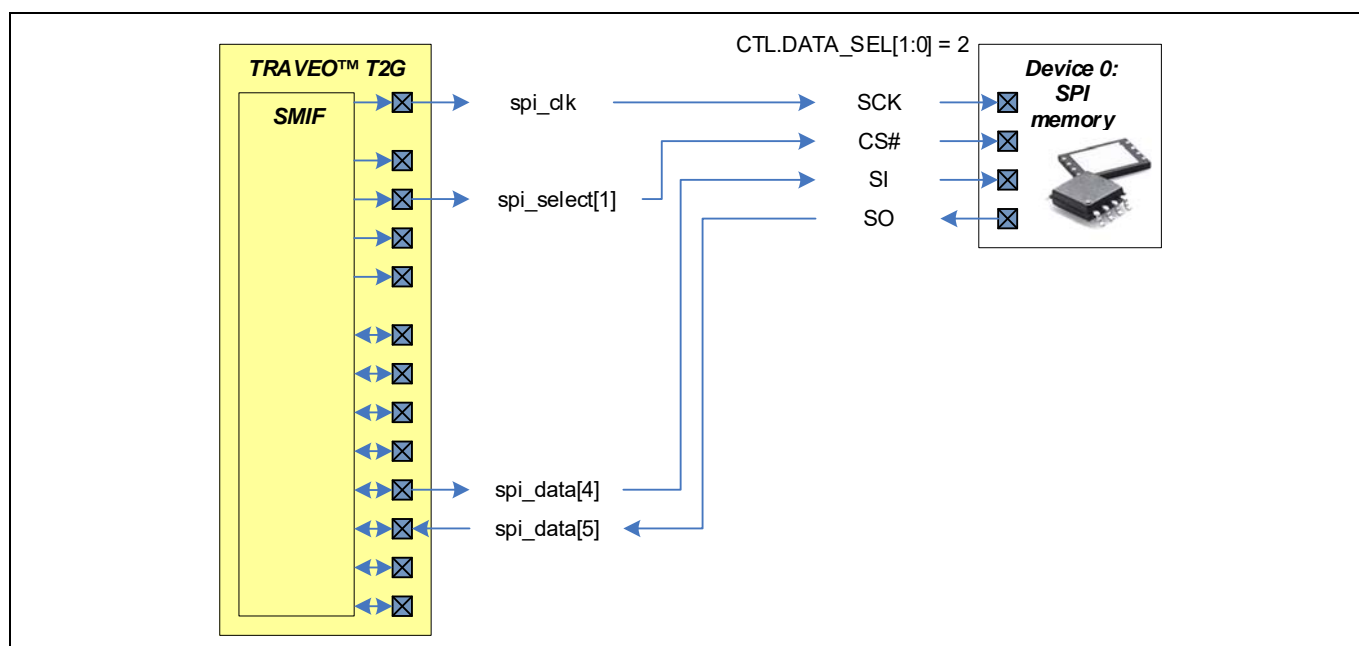 CTL.DATA_SEL[1:0] = 2
TRAVEO™ T2G
SMIF
Device 0:
SPI
memory
spi_clk
SCK
CS#
spi_select[1]
SI
SO
spi_data[4]
spi_data[5]